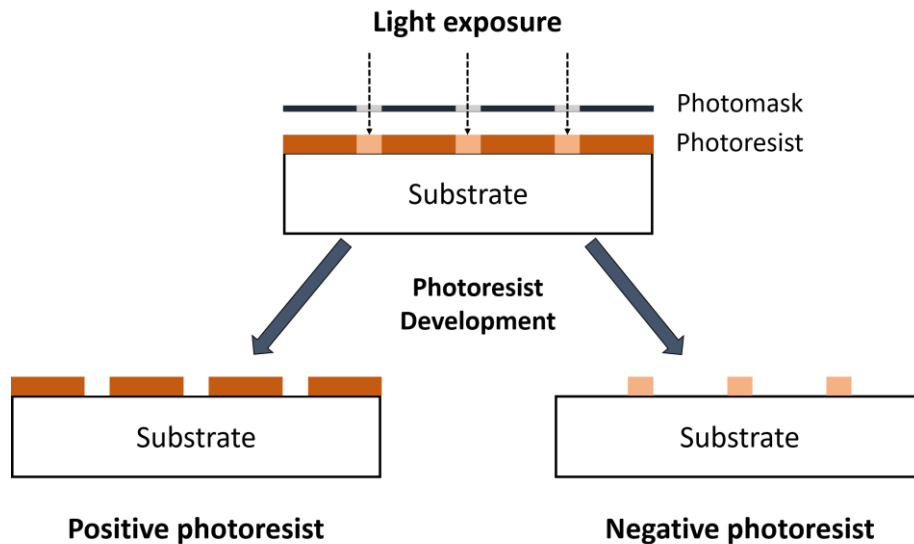 Light exposure
Photomask
Photoresist
Substrate
Photoresist
Development
Substrate
Substrate
Positive photoresist
Negative photoresist